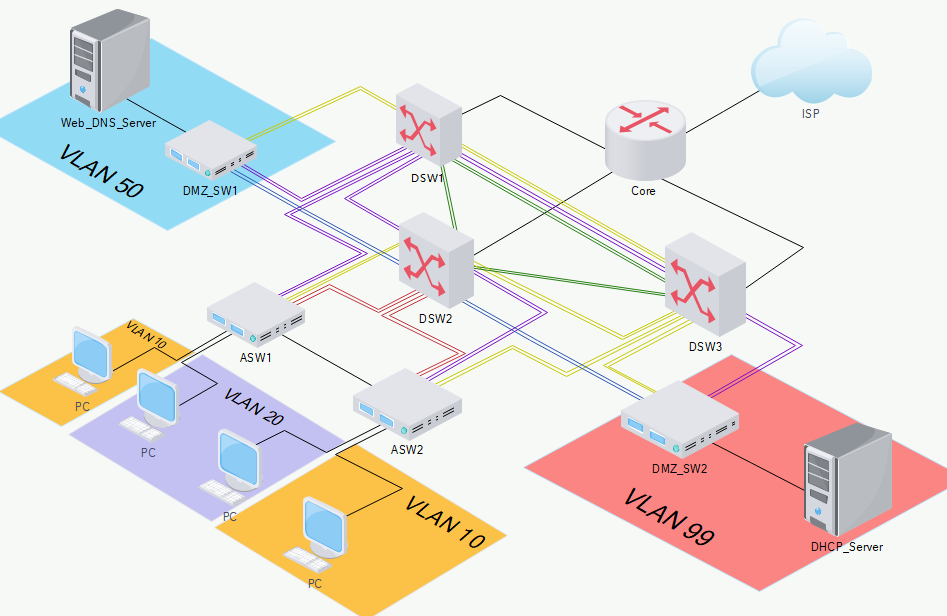 Web_DNS_Server
ISP
VLAN 50
DMZ_SW1
DSW1
Core
DSW2
DSW3
VLAN 10
ASW1
PC
VLAN 20
PC
ASW2
DMZ_SW2
PC
VLAN 10
VLAN 99
DHCP_Server
PC